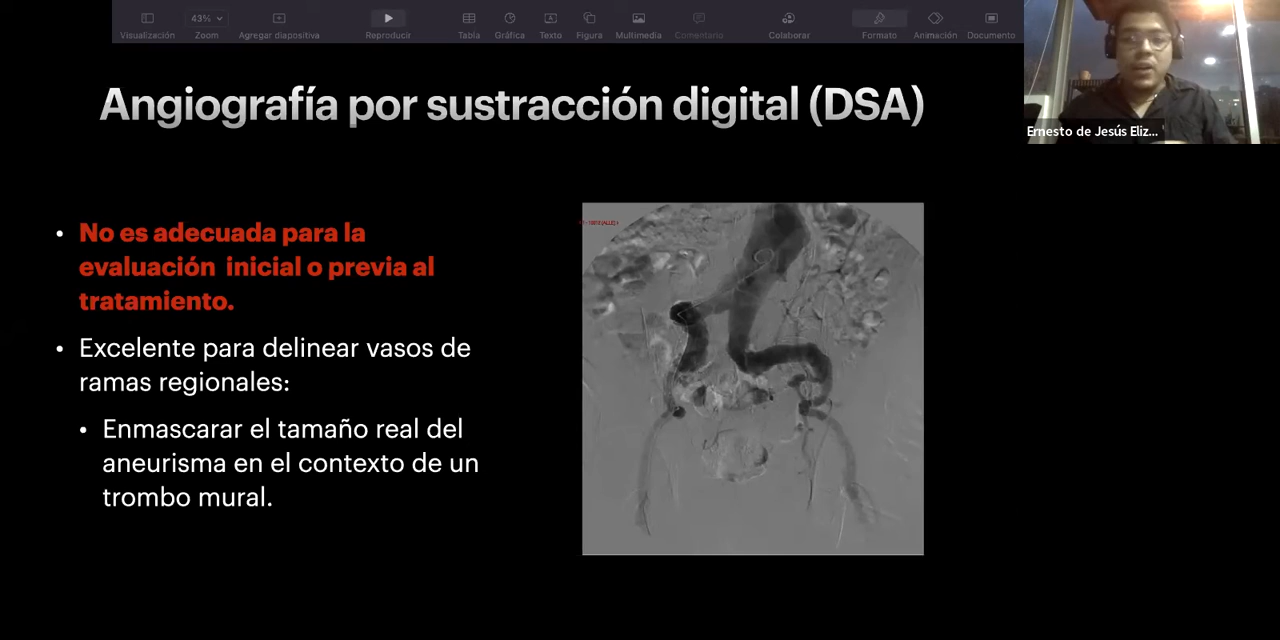 43%
Visualización Zoom Agregar diapositiva Reproducir Tabla Gráfica Texto Figura Multimedia Comentario Colaborar Formato Animación Documento
Ernesto de Jesús Eliz...
Angiografía por sustracción digital (DSA)
• No es adecuada para la
evaluación inicial o previa al
tratamiento.
• Excelente para delinear vasos de
ramas regionales:
• Enmascarar el tamaño real del
aneurisma en el contexto de un
trombo mural.